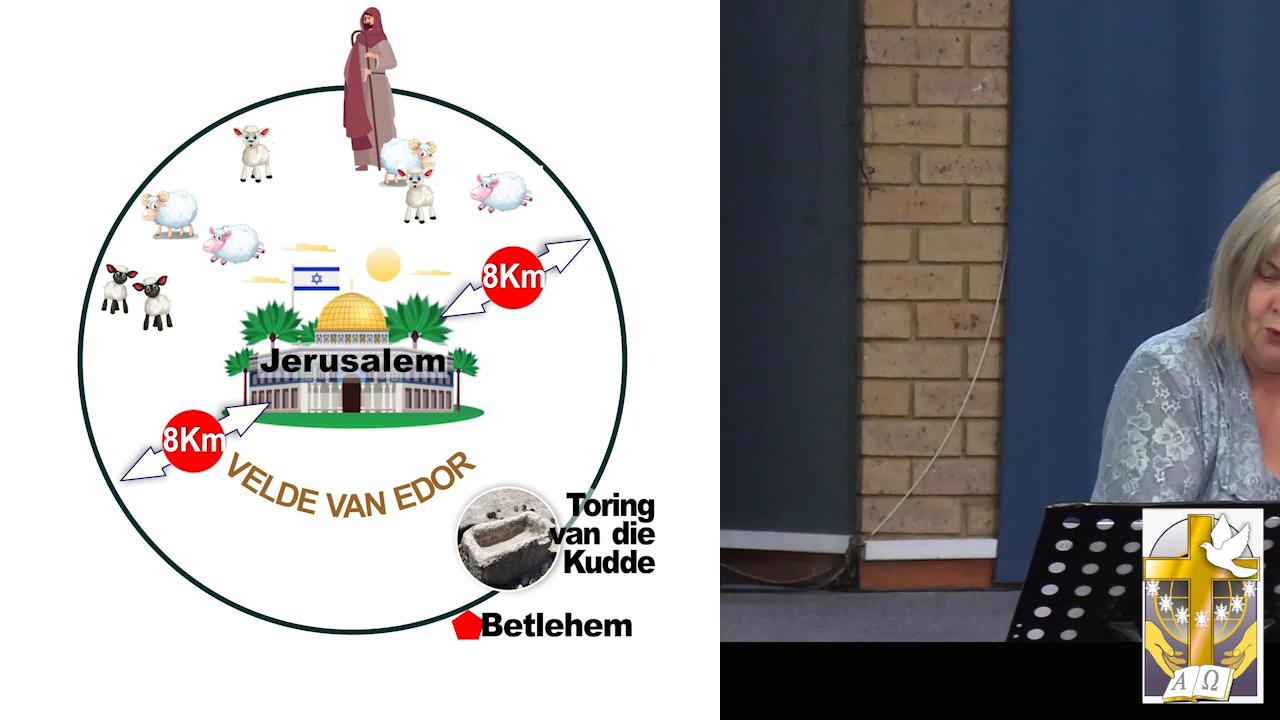 8Km
Jerusalem
8Km
VELDE VAN EDOR
Toring
van die
Kudde
Betlehem
Α Ω